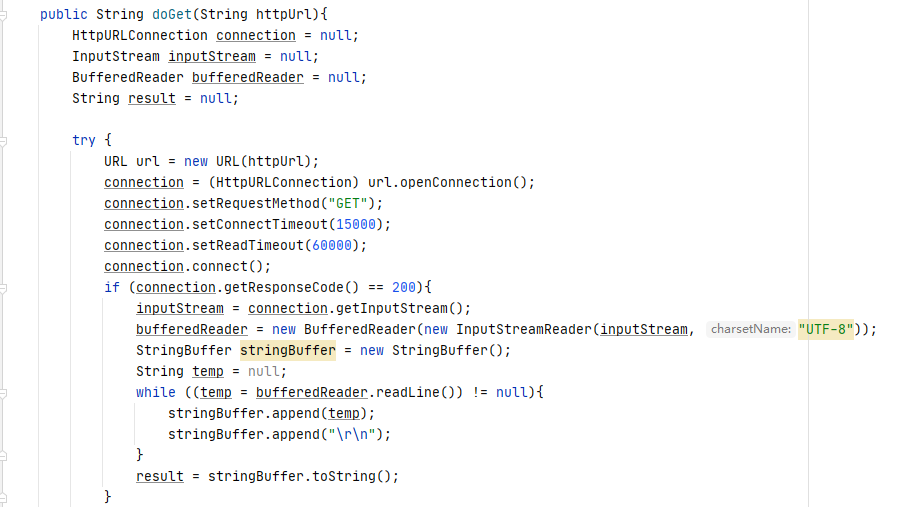 public String doGet(String httpUrl){
HttpURLConnection connection = null;
InputStream inputStream = null;
BufferedReader bufferedReader = null;
String result = null;
try {
URL url = new URL(httpUrl);
connection = (HttpURLConnection) url.openConnection();
connection.setRequestMethod("GET");
connection.setConnectTimeout(15000);
connection.setReadTimeout(60000);
connection.connect();
if (connection.getResponseCode() == 200){
inputStream = connection.getInputStream();
bufferedReader = new BufferedReader(new InputStreamReader(inputStream, charsetName: "UTF-8"));
StringBuffer stringBuffer = new StringBuffer();
String temp = null;
while ((temp = bufferedReader.readLine()) != null){
stringBuffer.append(temp);
stringBuffer.append("\r\n");
}
result = stringBuffer.toString();
}